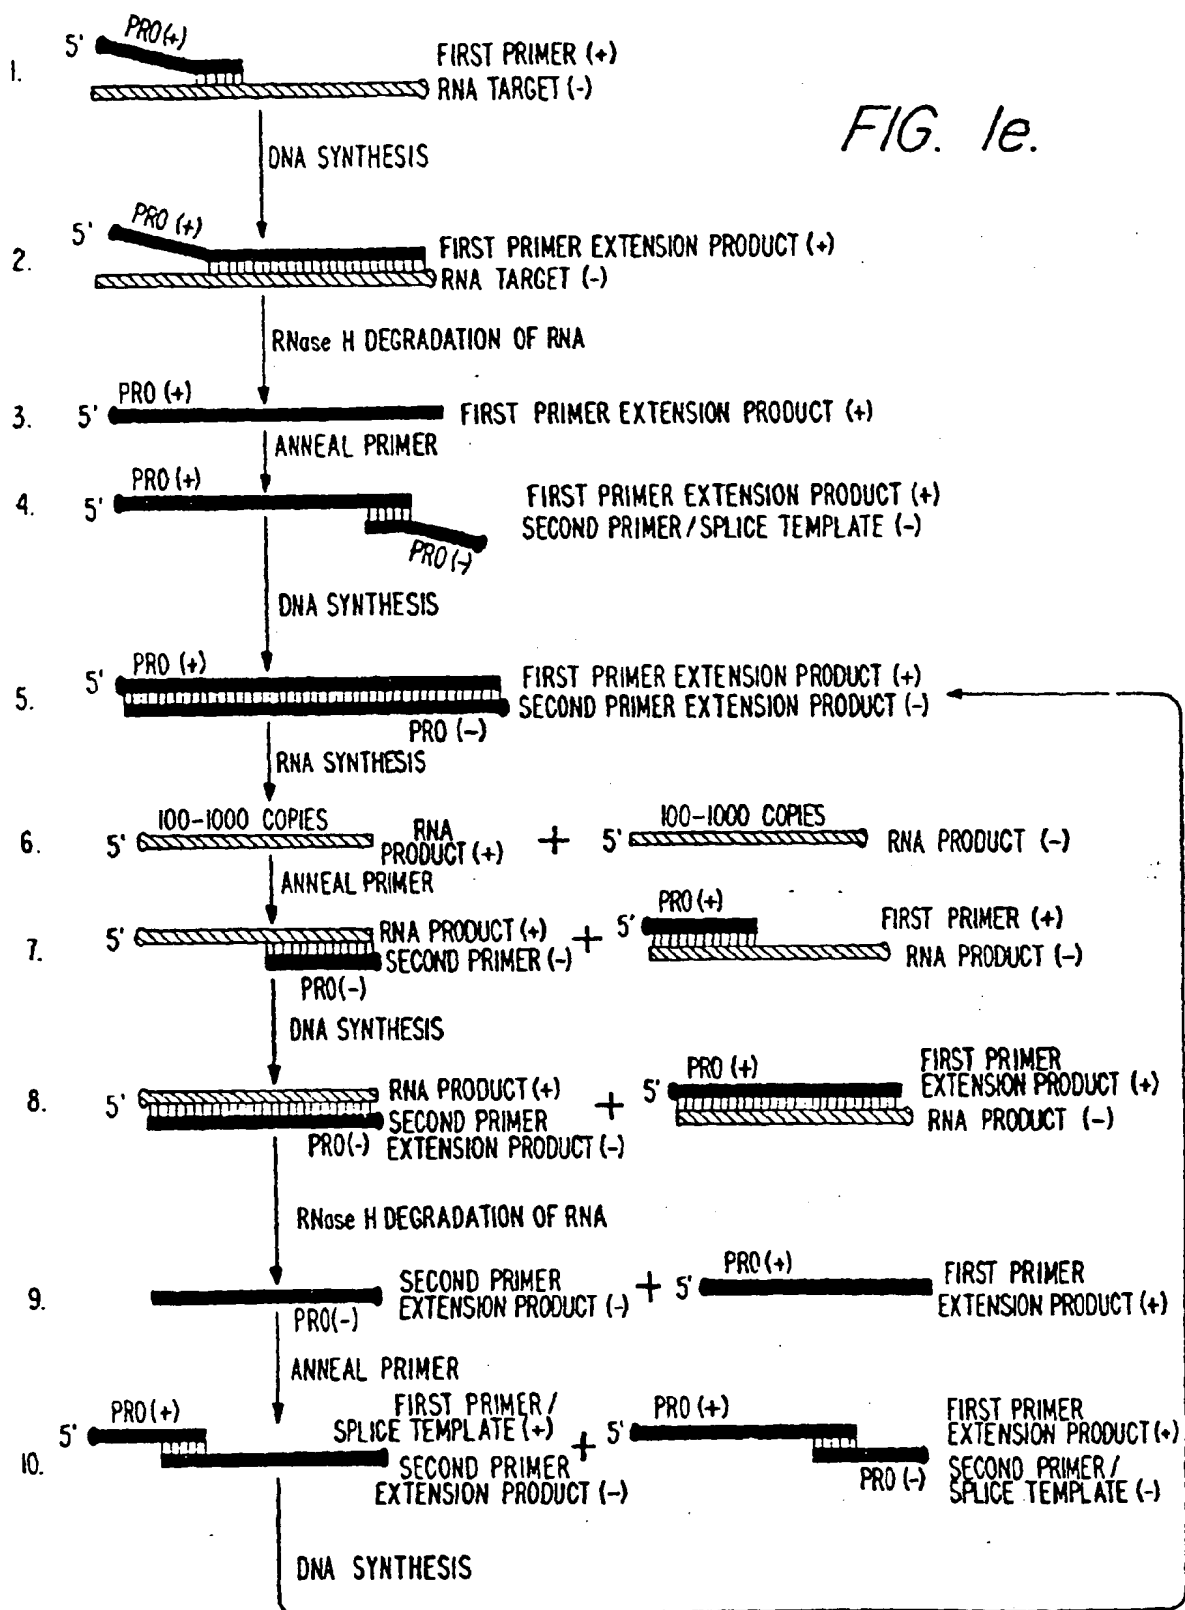 FIG. 1e.
1.
5'
PRO(+)
FIRST PRIMER (+)
RNA TARGET (-)
DNA SYNTHESIS
2.
5'
PRO (+)
FIRST PRIMER EXTENSION PRODUCT (+)
RNA TARGET (-)
RNase H DEGRADATION OF RNA
3.
5'
PRO (+)
FIRST PRIMER EXTENSION PRODUCT (+)
ANNEAL PRIMER
4.
5'
PRO (+)
FIRST PRIMER EXTENSION PRODUCT (+)
SECOND PRIMER/SPLICE TEMPLATE (-)
PRO(-)
DNA SYNTHESIS
5.
5'
PRO (+)
FIRST PRIMER EXTENSION PRODUCT (+)
SECOND PRIMER EXTENSION PRODUCT (-)
PRO (-)
RNA SYNTHESIS
6.
5'
100-1000 COPIES
RNA
PRODUCT (+)
+
5'
100-1000 COPIES
RNA PRODUCT (-)
ANNEAL PRIMER
7.
5'
RNA PRODUCT (+)
SECOND PRIMER (-)
PRO(-)
+
5'
PRO(+)
FIRST PRIMER (+)
RNA PRODUCT (-)
DNA SYNTHESIS
8.
5'
RNA PRODUCT (+)
SECOND PRIMER
EXTENSION PRODUCT (-)
PRO(-)
+
5'
PRO (+)
FIRST PRIMER
EXTENSION PRODUCT (+)
RNA PRODUCT (-)
RNase H DEGRADATION OF RNA
9.
SECOND PRIMER
EXTENSION PRODUCT (-)
PRO(-)
+
5'
PRO (+)
FIRST PRIMER
EXTENSION PRODUCT (+)
ANNEAL PRIMER
10.
5'
PRO(+)
FIRST PRIMER/
SPLICE TEMPLATE (+)
SECOND PRIMER
EXTENSION PRODUCT (-)
+
5'
PRO (+)
FIRST PRIMER
EXTENSION PRODUCT (+)
PRO (-)
SECOND PRIMER/
SPLICE TEMPLATE (-)
DNA SYNTHESIS